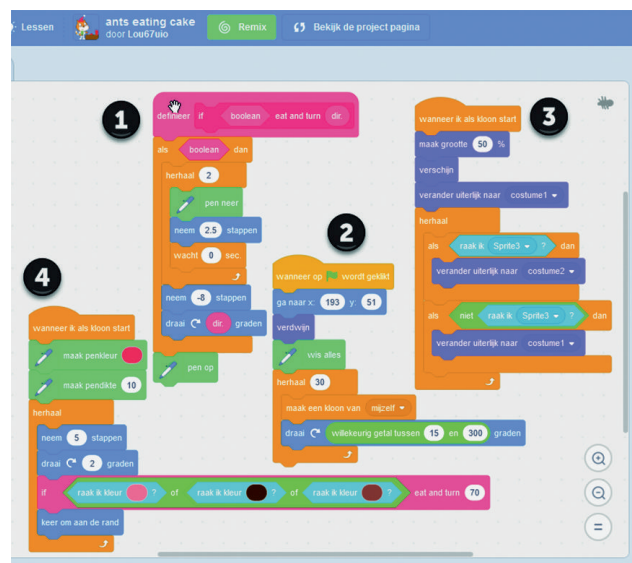 Lessen
ants eating cake
door Lou67uio
Remix
Bekijk de project pagina
1
definieer if boolean eat and turn dir.
als boolean dan
herhaal 2
pen neer
neem 2.5 stappen
wacht 0 sec.
neem -8 stappen
draai dir. graden
pen op
2
wanneer op wordt geklikt
ga naar x: 193 y: 51
verdwijn
wis alles
herhaal 30
maak een kloon van mijzelf
draai willekeurig getal tussen 15 en 300 graden
3
wanneer ik als kloon start
maak grootte 50 %
verschijn
verander uiterlijk naar costume1
herhaal
als raak ik Sprite3 ? dan
verander uiterlijk naar costume2
als niet raak ik Sprite3 ? dan
verander uiterlijk naar costume1
4
wanneer ik als kloon start
maak penkleur
maak pendikte 10
herhaal
neem 5 stappen
draai 2 graden
if raak ik kleur ? of raak ik kleur ? of raak ik kleur ? eat and turn 70
keer om aan de rand